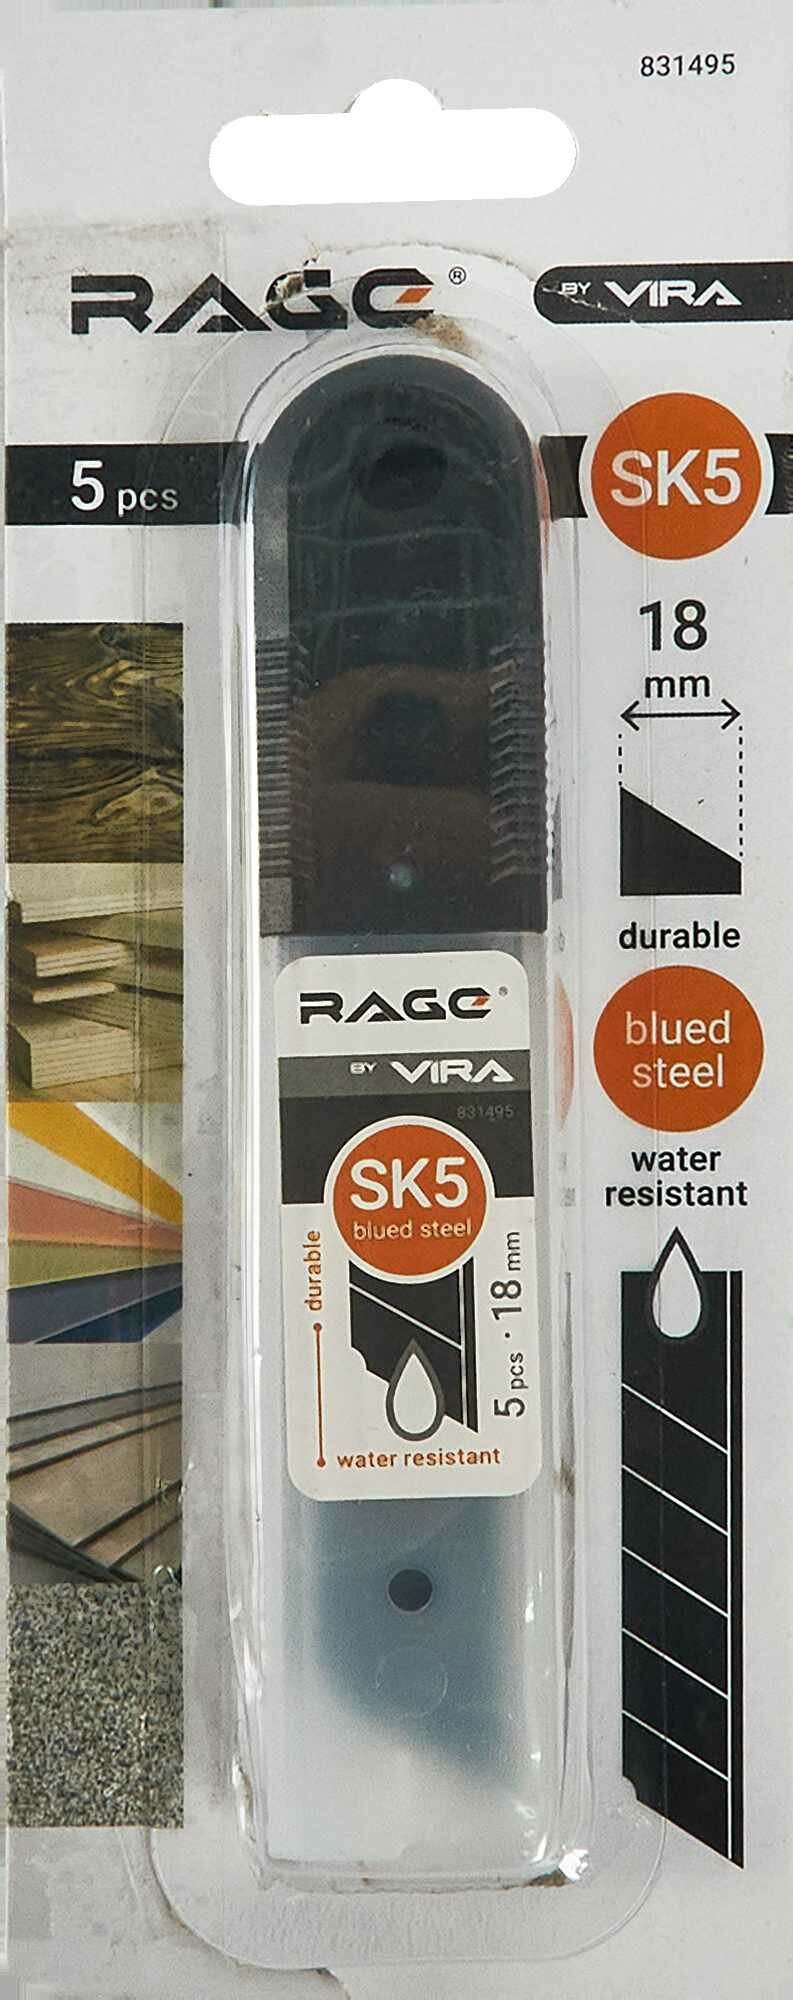 831495
RAGE®
BY VIRA
5 pcs
SK5
18
mm
durable
blued
steel
water
resistant
RAGE®
BY VIRA
831495
SK5
blued steel
durable
5 pcs · 18 mm
water resistant